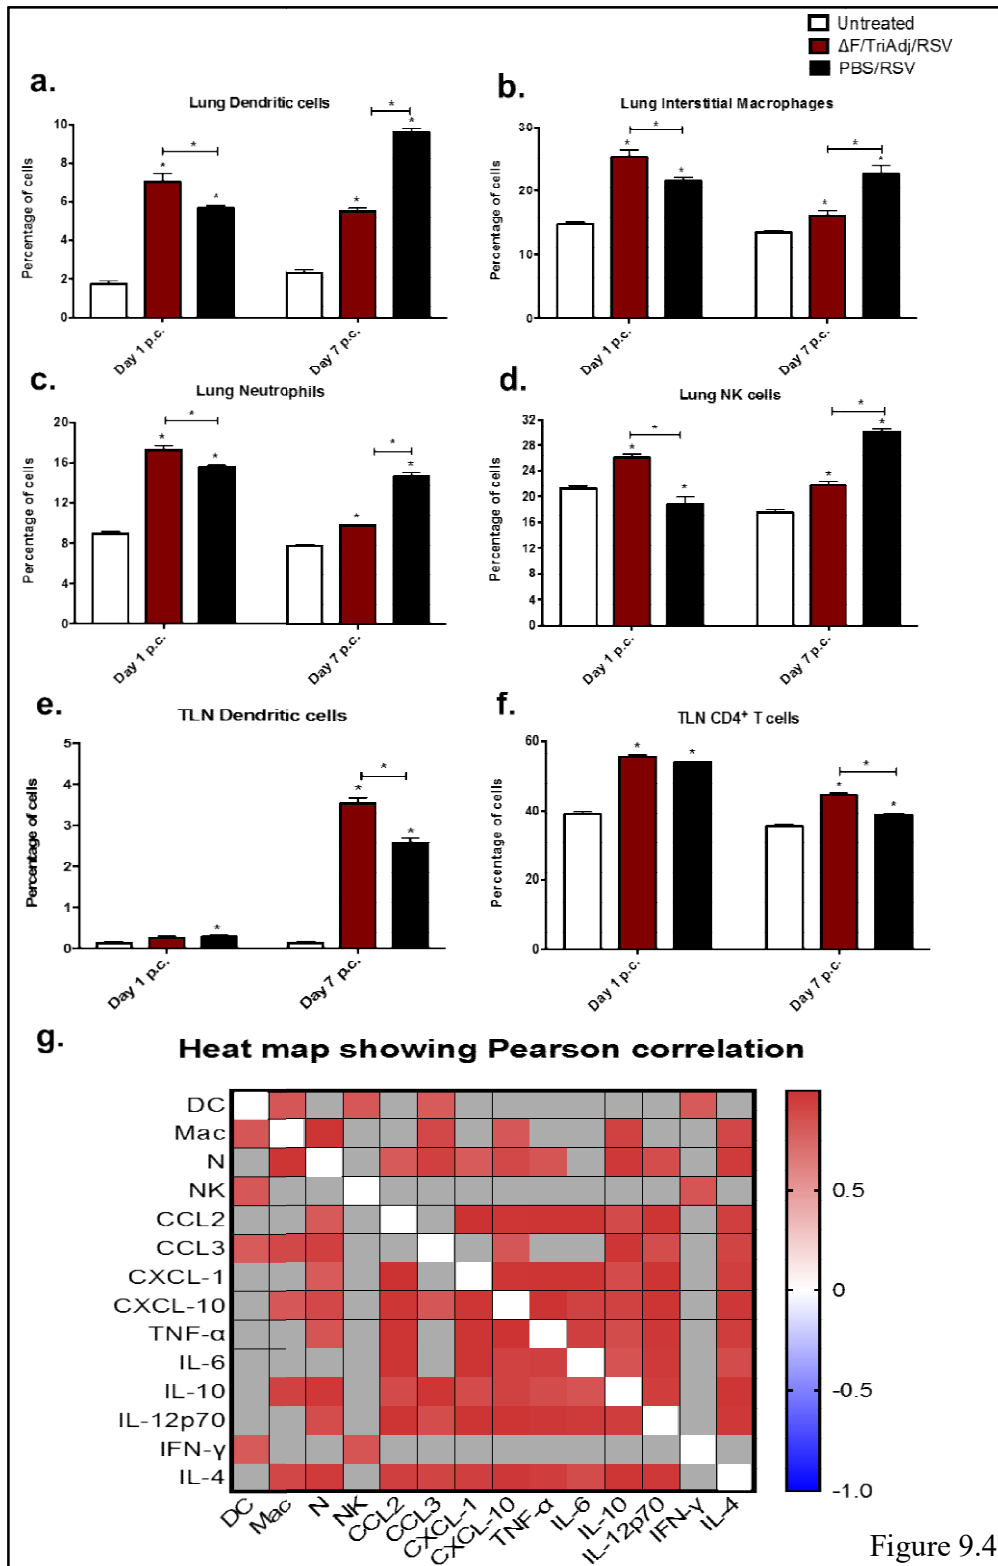 Untreated
ΔF/TriAdj/RSV
PBS/RSV
a.
Lung Dendritic cells
Percentage of cells
10
8
6
4
2
0
*
*
*
*
*
*
Day 1 p.c.
Day 7 p.c.
b.
Lung Interstitial Macrophages
Percentage of cells
30
20
10
0
*
*
*
*
*
*
Day 1 p.c.
Day 7 p.c.
c.
Lung Neutrophils
Percentage of cells
20
16
12
8
4
0
*
*
*
*
*
*
Day 1 p.c.
Day 7 p.c.
d.
Lung NK cells
Percentage of cells
32
28
24
20
16
12
8
4
0
*
*
*
*
*
*
Day 1 p.c.
Day 7 p.c.
e.
TLN Dendritic cells
Percentage of cells
5
4
3
2
1
0
*
*
*
*
Day 1 p.c.
Day 7 p.c.
f.
TLN CD4⁺ T cells
Percentage of cells
60
40
20
0
*
*
*
*
*
Day 1 p.c.
Day 7 p.c.
g.
Heat map showing Pearson correlation
DC
Mac
N
NK
CCL2
CCL3
CXCL-1
CXCL-10
TNF-α
IL-6
IL-10
IL-12p70
IFN-γ
IL-4
DC
Mac
N
NK
CCL2
CCL3
CXCL-1
CXCL-10
TNF-α
IL-6
IL-10
IL-12p70
IFN-γ
IL-4
0.5
0
-0.5
-1.0
Figure 9.4